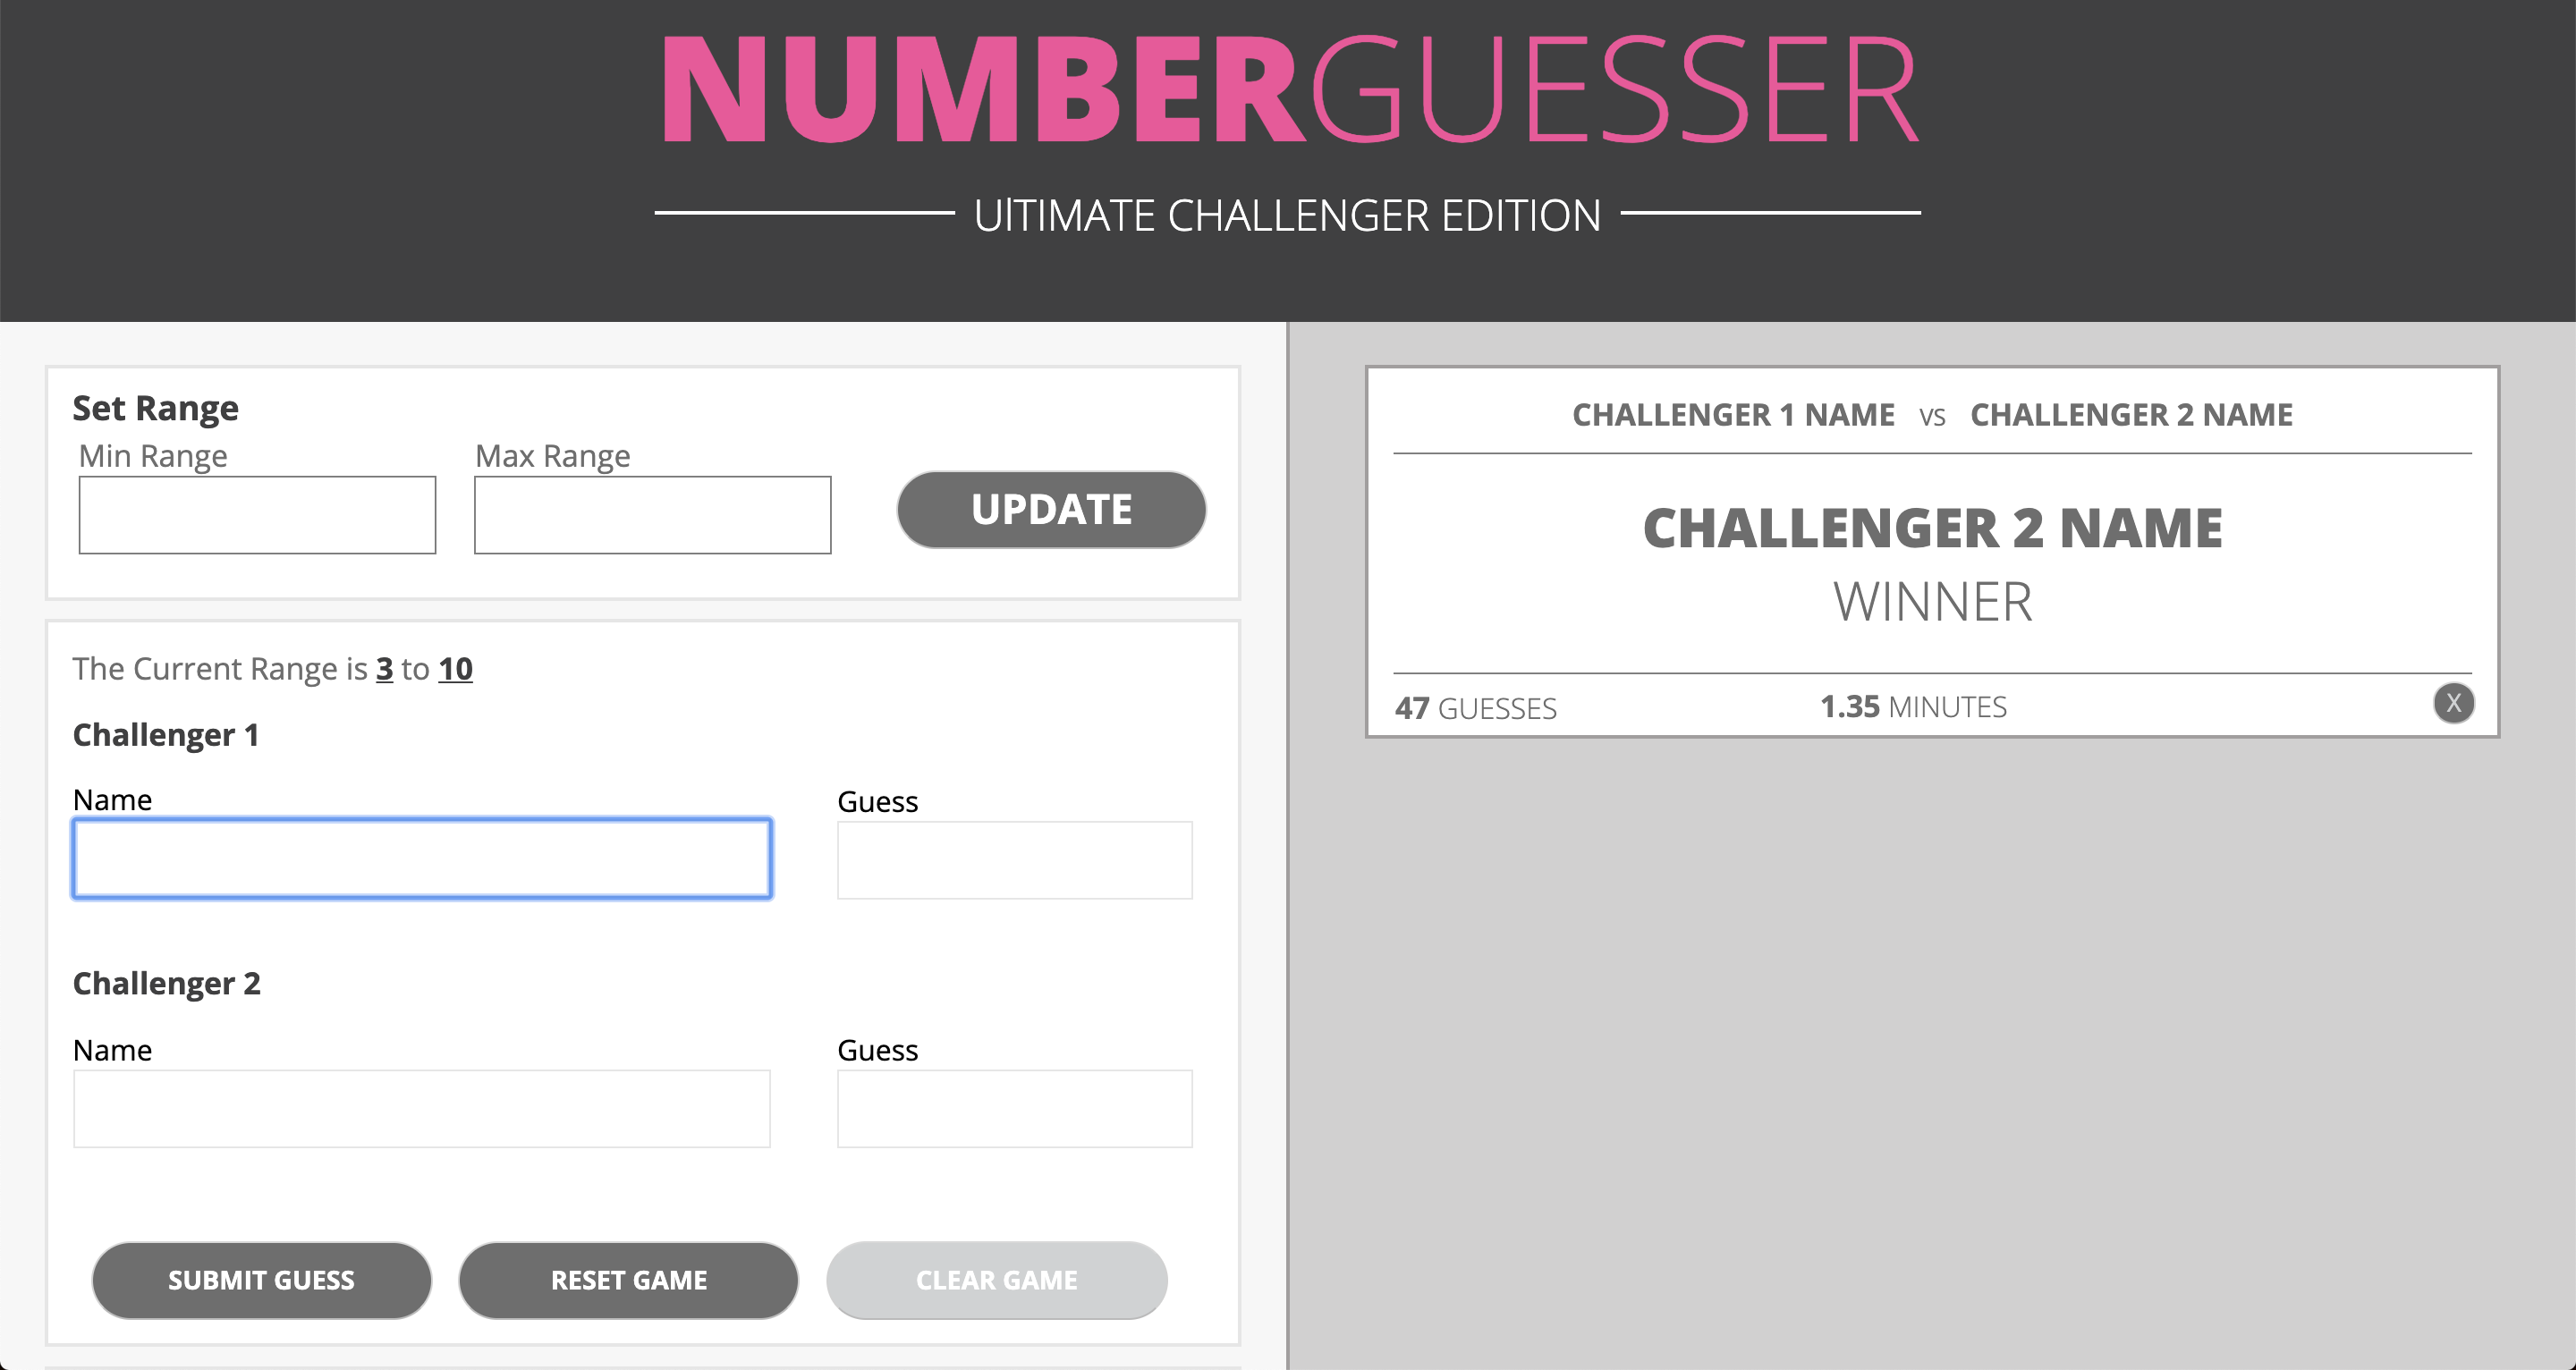 NUMBERGUESSER
UlTIMATE CHALLENGER EDITION
Set Range
Min Range
Max Range
UPDATE
The Current Range is 3 to 10
Challenger 1
Name
Guess
Challenger 2
Name
Guess
SUBMIT GUESS
RESET GAME
CLEAR GAME
CHALLENGER 1 NAME VS CHALLENGER 2 NAME
CHALLENGER 2 NAME
WINNER
47 GUESSES
1.35 MINUTES
X